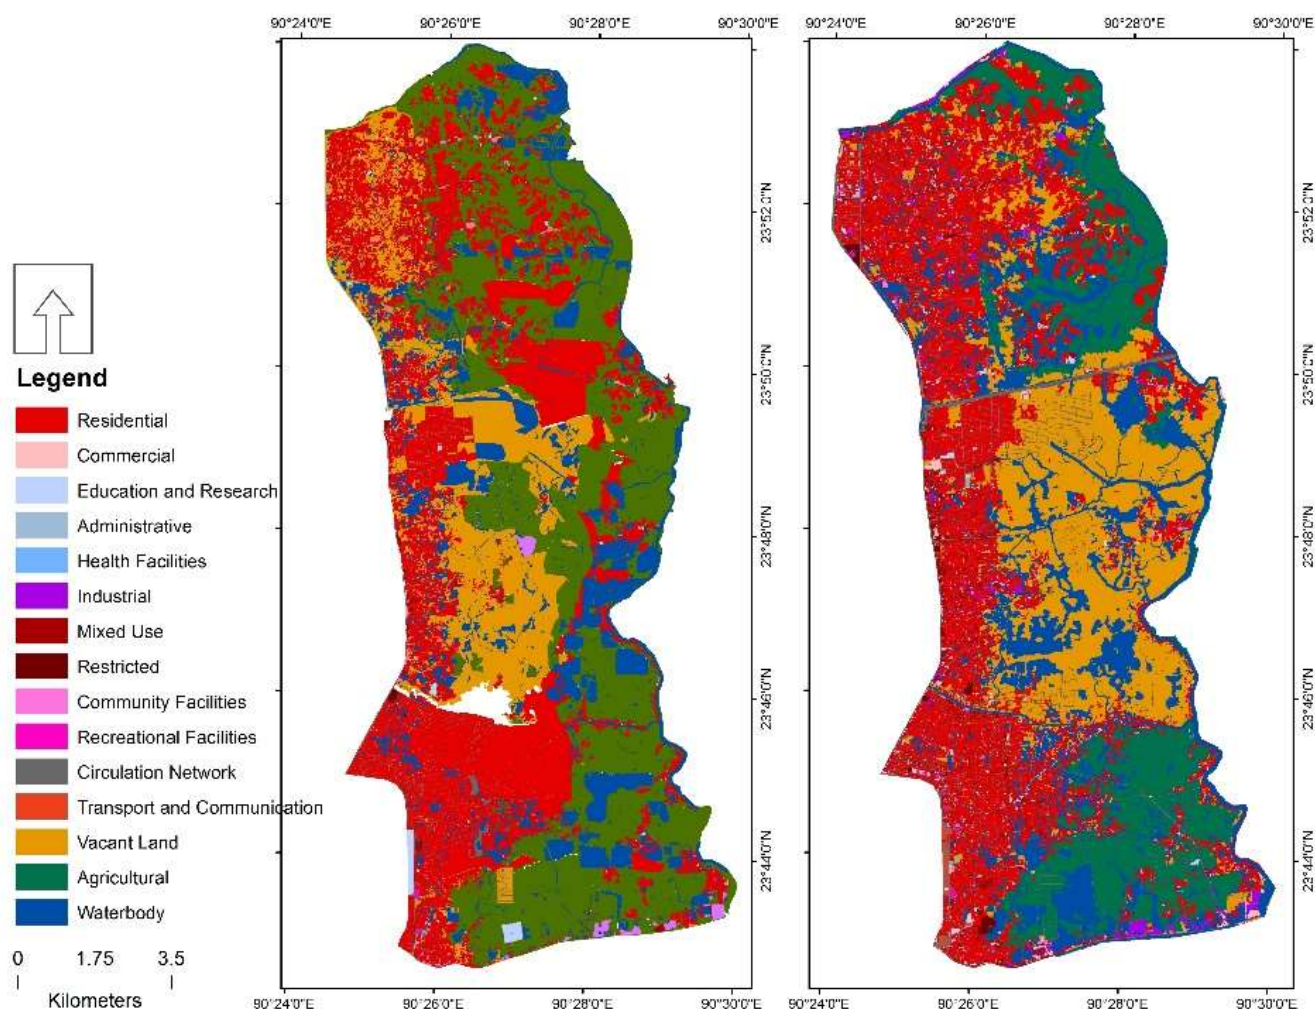 90°24'0"E 90°26'0"E 90°28'0"E 90°30'0"E 90°24'0"E 90°26'0"E 90°28'0"E 90°30'0"E
23°52'0"N 23°52'0"N
23°50'0"N 23°50'0"N
23°48'0"N 23°48'0"N
23°46'0"N 23°46'0"N
23°44'0"N 23°44'0"N
Legend
Residential
Commercial
Education and Research
Administrative
Health Facilities
Industrial
Mixed Use
Restricted
Community Facilities
Recreational Facilities
Circulation Network
Transport and Communication
Vacant Land
Agricultural
Waterbody
0 1.75 3.5
Kilometers
90°24'0"E 90°26'0"E 90°28'0"E 90°30'0"E 90°24'0"E 90°26'0"E 90°28'0"E 90°30'0"E